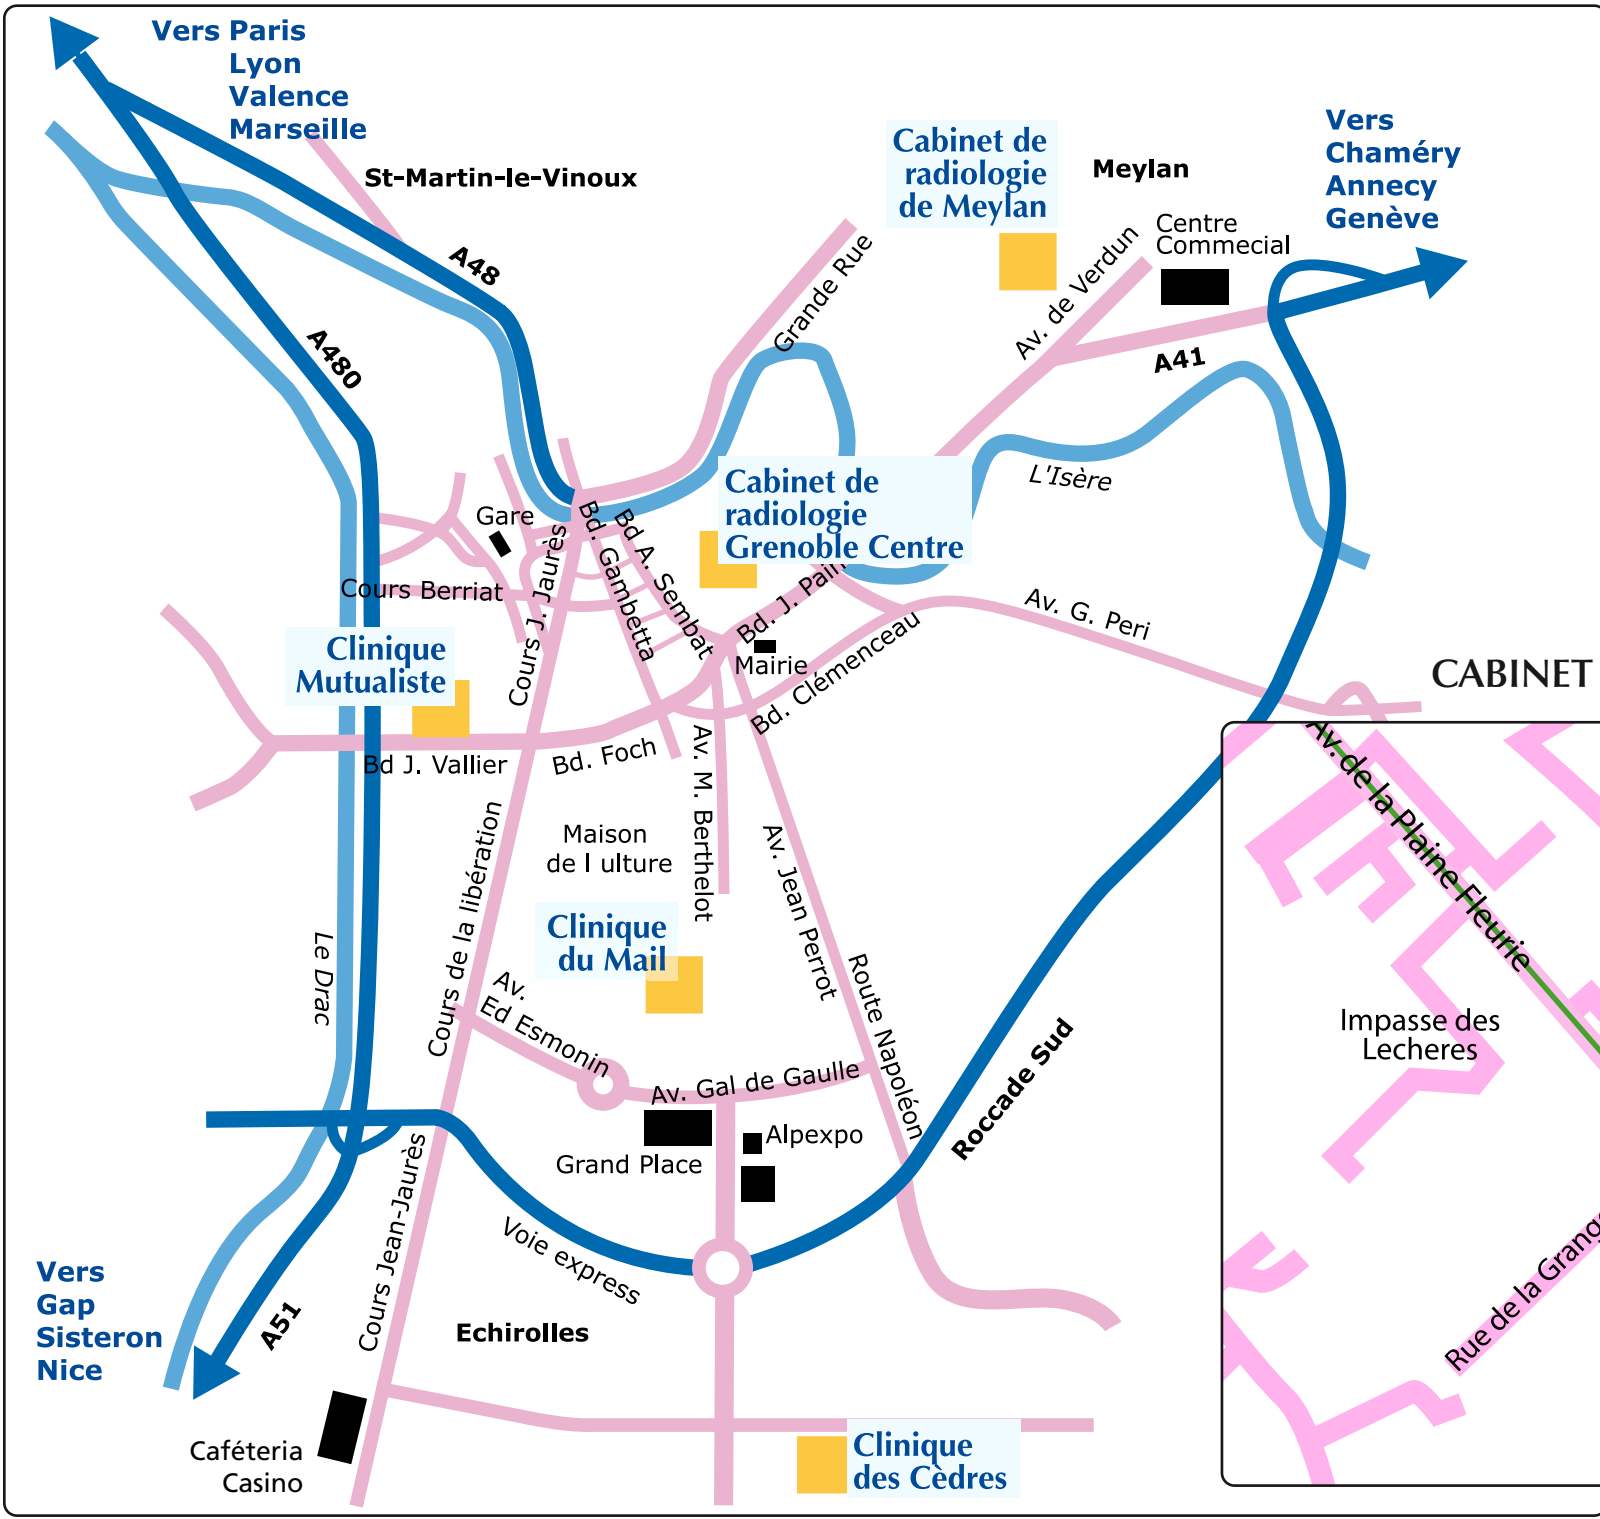 Vers Paris
Lyon
Valence
Marseille
St-Martin-le-Vinoux
Cabinet de
radiologie
de Meylan
Meylan
Vers
Chaméry
Annecy
Genève
Centre
Commecial
A48
Grande Rue
Av. de Verdun
A41
A480
L'Isère
Cabinet de
radiologie
Grenoble Centre
Gare
Cours Berriat
Cours J. Jaurès
Bd. Gambetta
Bd A. Sembat
Bd. J. Pain
Mairie
Bd. Clémenceau
Av. G. Peri
Clinique
Mutualiste
Bd J. Vallier
Bd. Foch
Av. M. Berthelot
CABINET
Maison
de l ulture
Cours de la libération
Av. Jean Perrot
Clinique
du Mail
Le Drac
Av.
Ed Esmonin
Route Napoléon
Av. Gal de Gaulle
Roccade Sud
Grand Place
Alpexpo
Cours Jean-Jaurès
Voie express
Vers
Gap
Sisteron
Nice
A51
Echirolles
Caféteria
Casino
Clinique
des Cèdres
Av. de la Plaine Fleurie
Impasse des
Lecheres
Rue de la Grang